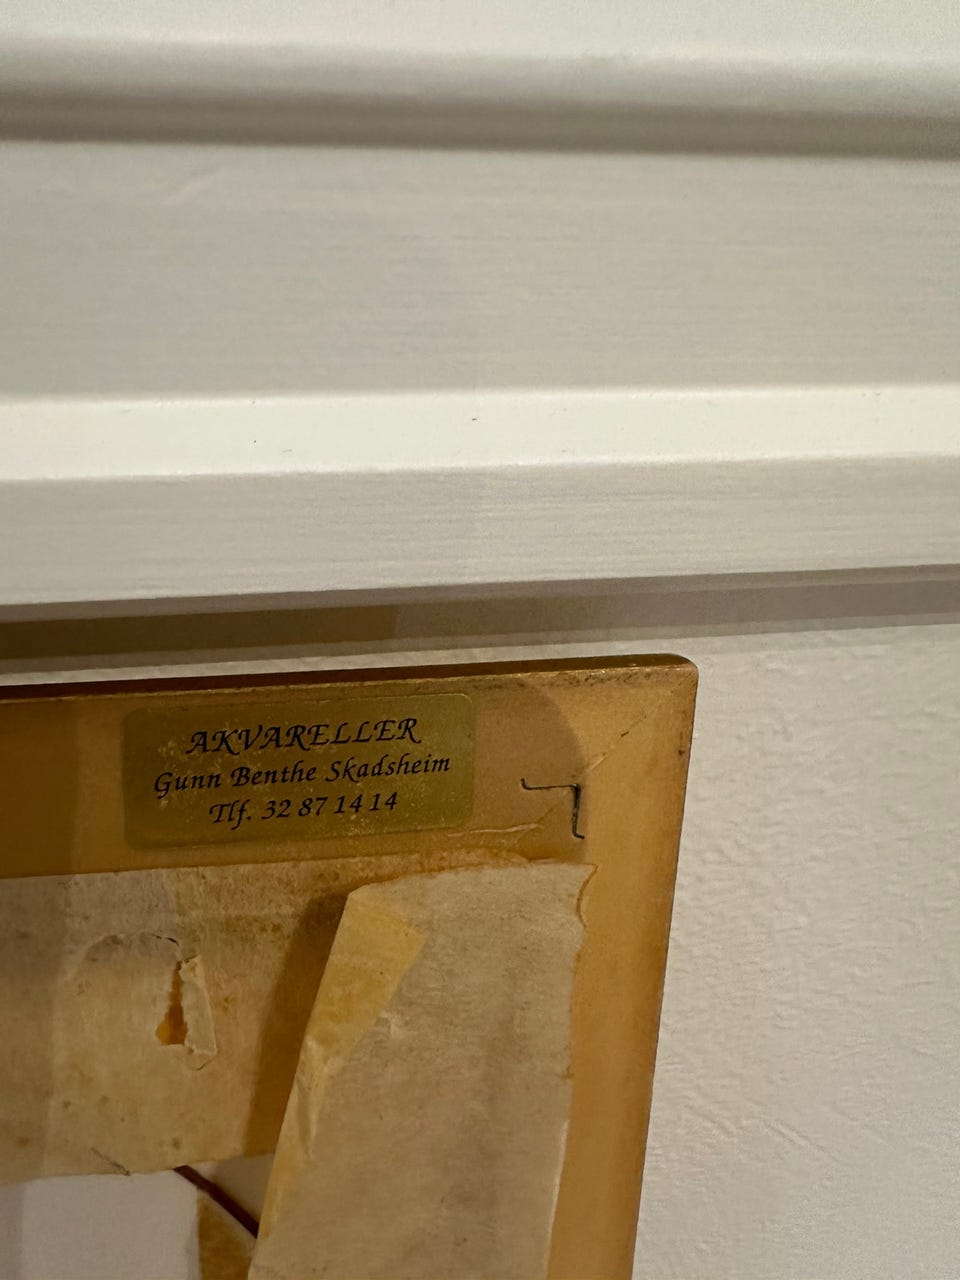 AKVARELLER
Gunn Benthe Skadsheim
Tlf. 32 87 14 14